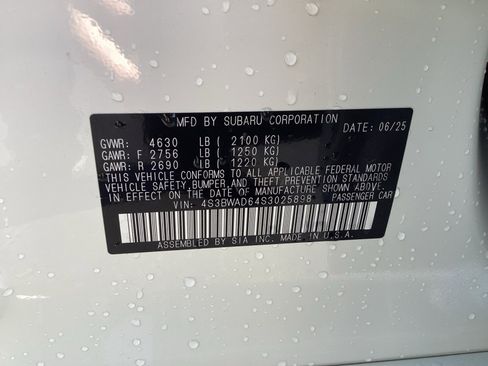 MFD BY SUBARU CORPORATION
DATE: 06/25
GVWR: 4630 LB ( 2100 KG)
GAWR: F 2756 LB ( 1250 KG)
GAWR: R 2690 LB ( 1220 KG)
THIS VEHICLE CONFORMS TO ALL APPLICABLE FEDERAL MOTOR
VEHICLE SAFETY, BUMPER, AND THEFT PREVENTION STANDARDS
IN EFFECT ON THE DATE OF MANUFACTURE SHOWN ABOVE.
VIN: 4S3BWAD64S3025898 PASSENGER CAR
ASSEMBLED BY SIA INC. MADE IN U.S.A.